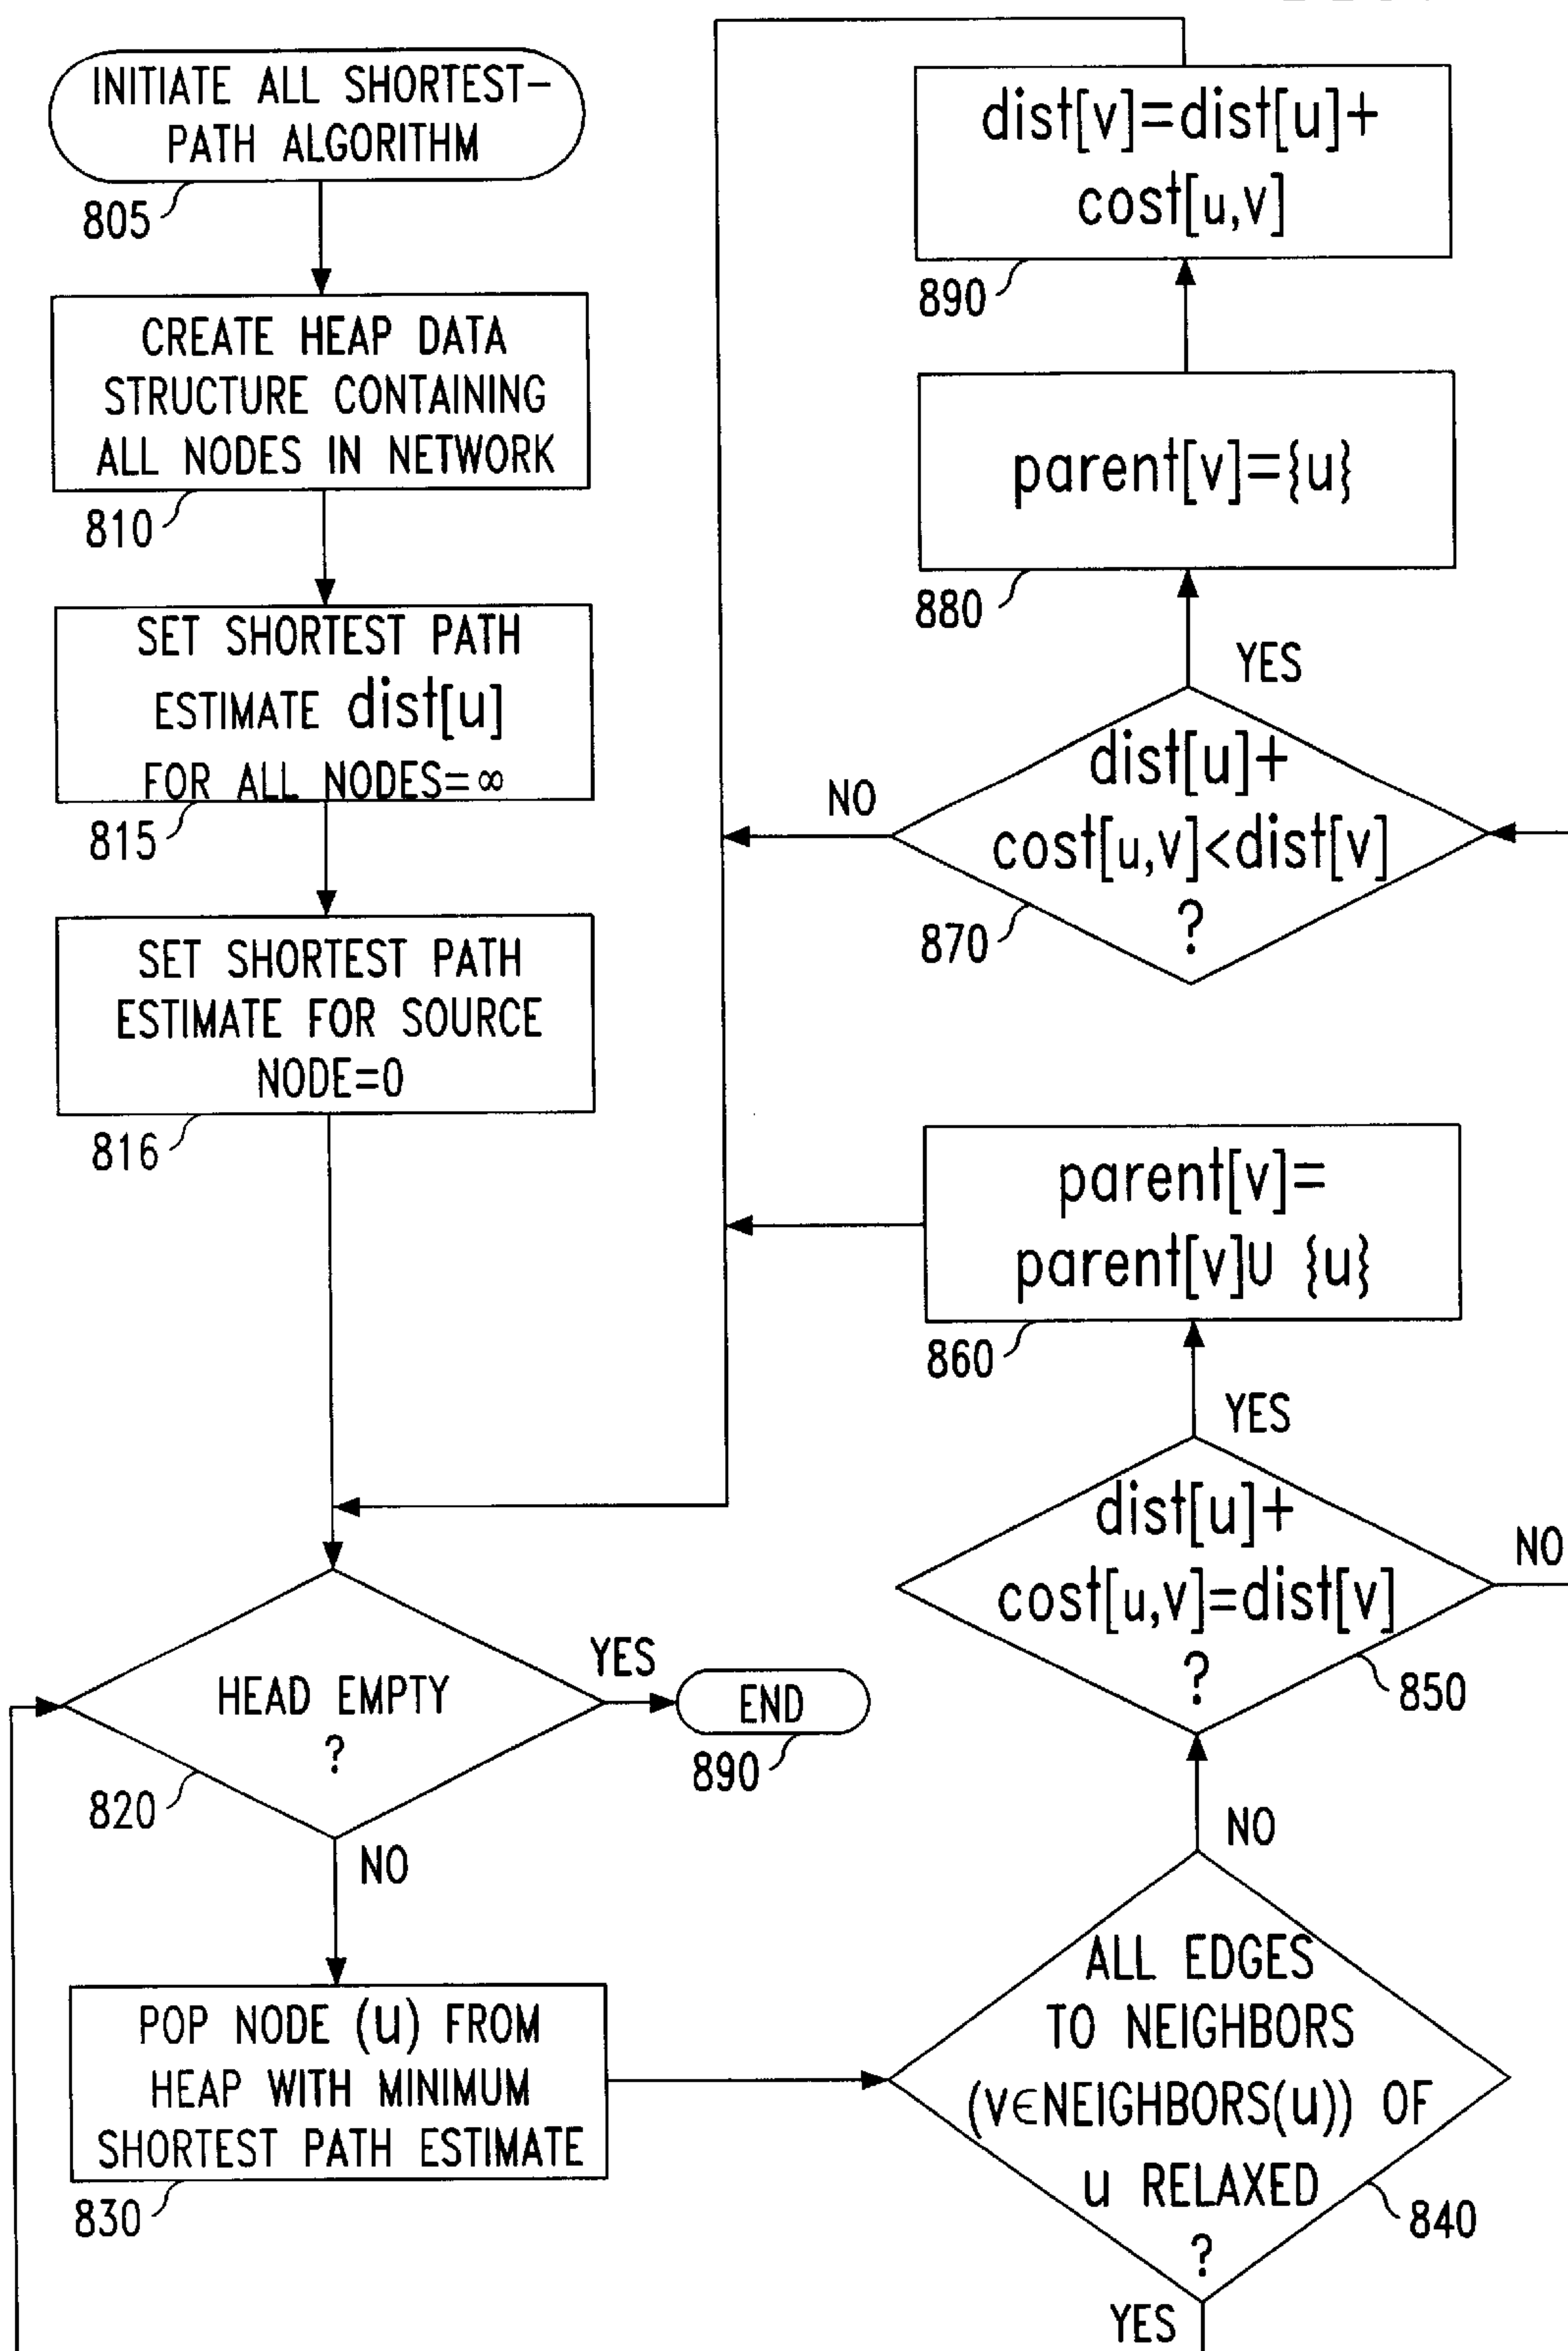 INITIATE ALL SHORTEST-
PATH ALGORITHM
805
CREATE HEAP DATA
STRUCTURE CONTAINING
ALL NODES IN NETWORK
810
SET SHORTEST PATH
ESTIMATE dist[u]
FOR ALL NODES=∞
815
SET SHORTEST PATH
ESTIMATE FOR SOURCE
NODE=0
816
HEAD EMPTY
?
820
YES
END
890
NO
POP NODE (u) FROM
HEAP WITH MINIMUM
SHORTEST PATH ESTIMATE
830
ALL EDGES
TO NEIGHBORS
(v∈NEIGHBORS(u)) OF
u RELAXED
?
840
YES
NO
dist[u]+
cost[u,v]=dist[v]
?
850
NO
YES
parent[v]=
parent[v]U {u}
860
dist[u]+
cost[u,v]<dist[v]
?
870
NO
YES
parent[v]={u}
880
dist[v]=dist[u]+
cost[u,v]
890